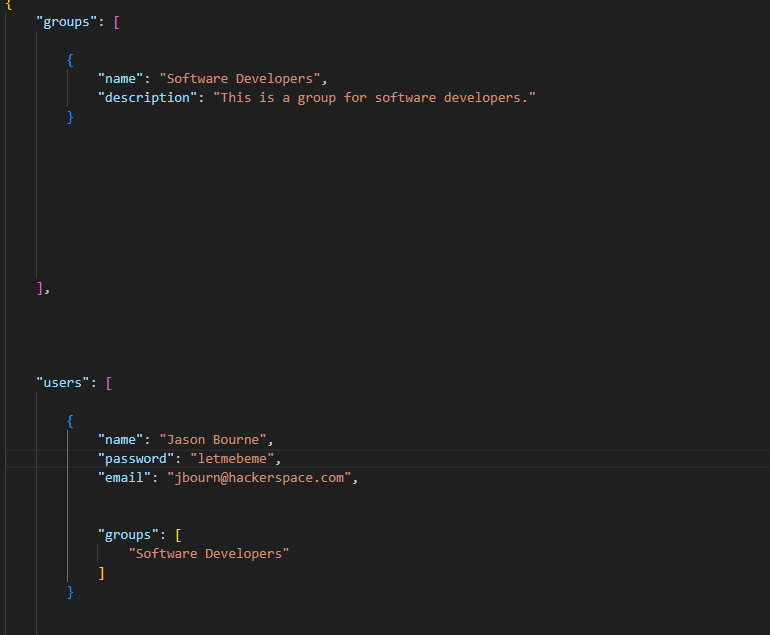 {
"groups": [
{
"name": "Software Developers",
"description": "This is a group for software developers."
}
],
"users": [
{
"name": "Jason Bourne",
"password": "letmebeme",
"email": "jbourn@hackerspace.com",
"groups": [
"Software Developers"
]
}